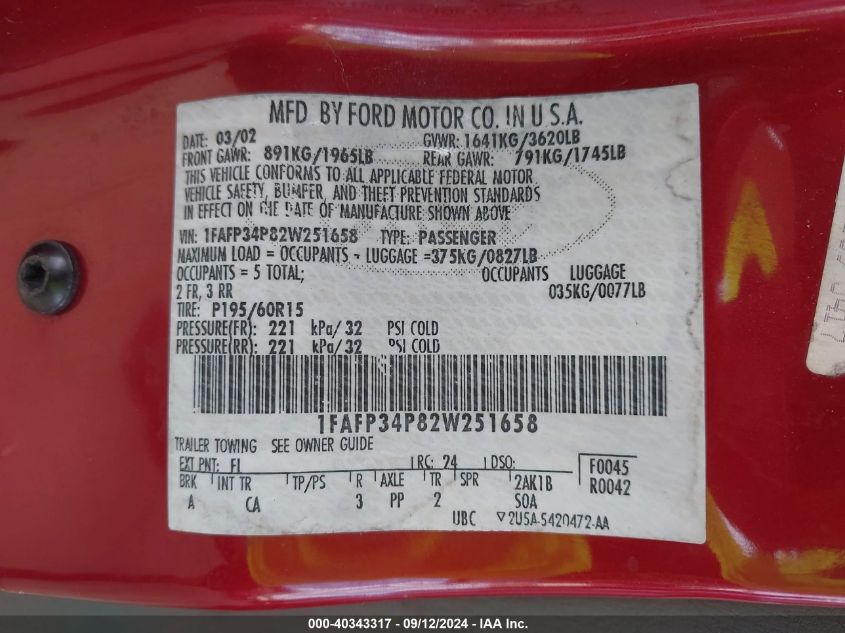 MFD BY FORD MOTOR CO. IN U S.A.
DATE: 03/02 GVWR: 1641KG/3620LB
FRONT GAWR: 891KG/1965LB REAR GAWR: 791KG/1745LB
THIS VEHICLE CONFORMS TO ALL APPLICABLE FEDERAL MOTOR
VEHICLE SAFETY, BUMPER, AND THEFT PREVENTION STANDARDS
IN EFFECT ON THE DATE OF MANUFACTURE SHOWN ABOVE
VIN: 1FAFP34P82W251658 TYPE: PASSENGER
MAXIMUM LOAD = OCCUPANTS - LUGGAGE =375KG/0827LB
OCCUPANTS = 5 TOTAL; OCCUPANTS LUGGAGE
2 FR, 3 RR 035KG/0077LB
TIRE: P195/60R15
PRESSURE(FR): 221 kPa/ 32 PSI COLD
PRESSURE(RR): 221 kPa/ 32 PSI COLD
1FAFP34P82W251658
TRAILER TOWING SEE OWNER GUIDE
EXT PNT: FL RC: 24 DSO: F0045
BRK INT TR TP/PS R AXLE TR SPR 2AK1B R0042
A CA 3 PP 2 SOA
UBC 2U5A-5420472-AA
000-40343317 - 09/12/2024 - © IAA Inc.